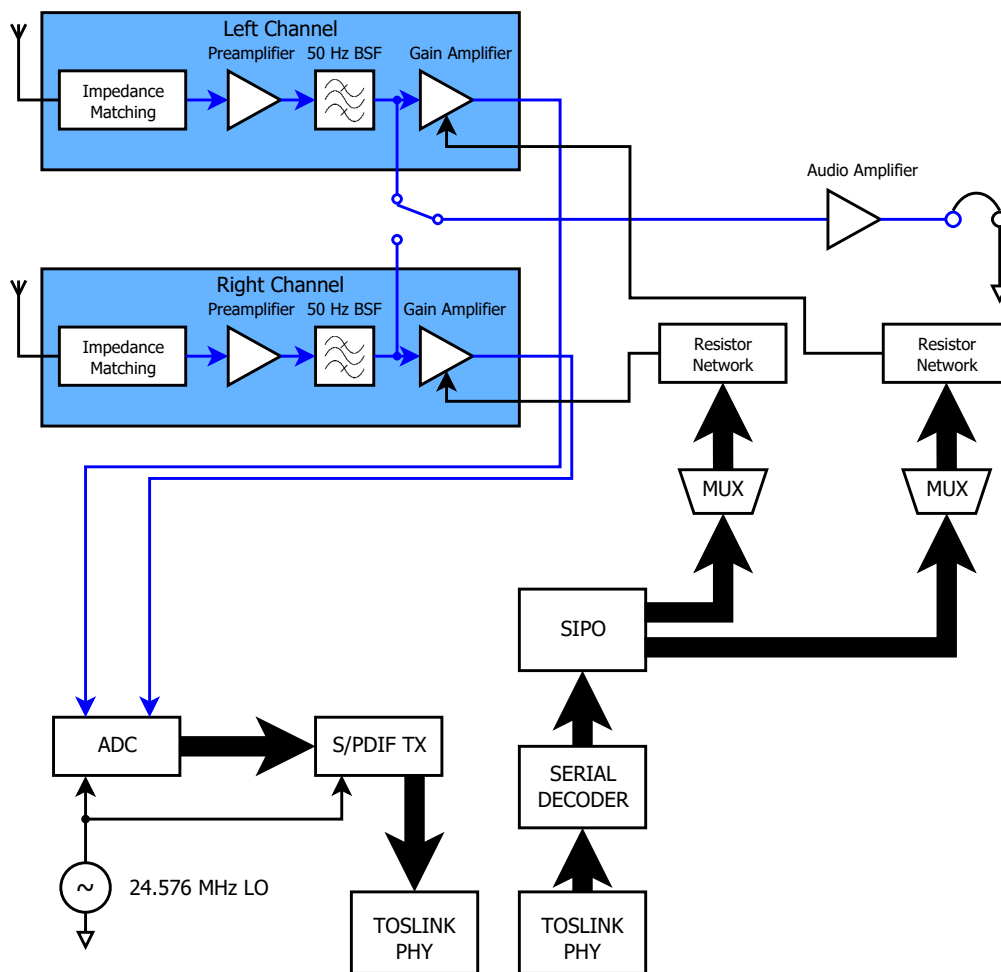 Left Channel
Preamplifier
50 Hz BSF
Gain Amplifier
Impedance
Matching
Audio Amplifier
Right Channel
Preamplifier
50 Hz BSF
Gain Amplifier
Impedance
Matching
Resistor
Network
Resistor
Network
MUX
MUX
SIPO
ADC
S/PDIF TX
SERIAL
DECODER
~
24.576 MHz LO
TOSLINK
PHY
TOSLINK
PHY